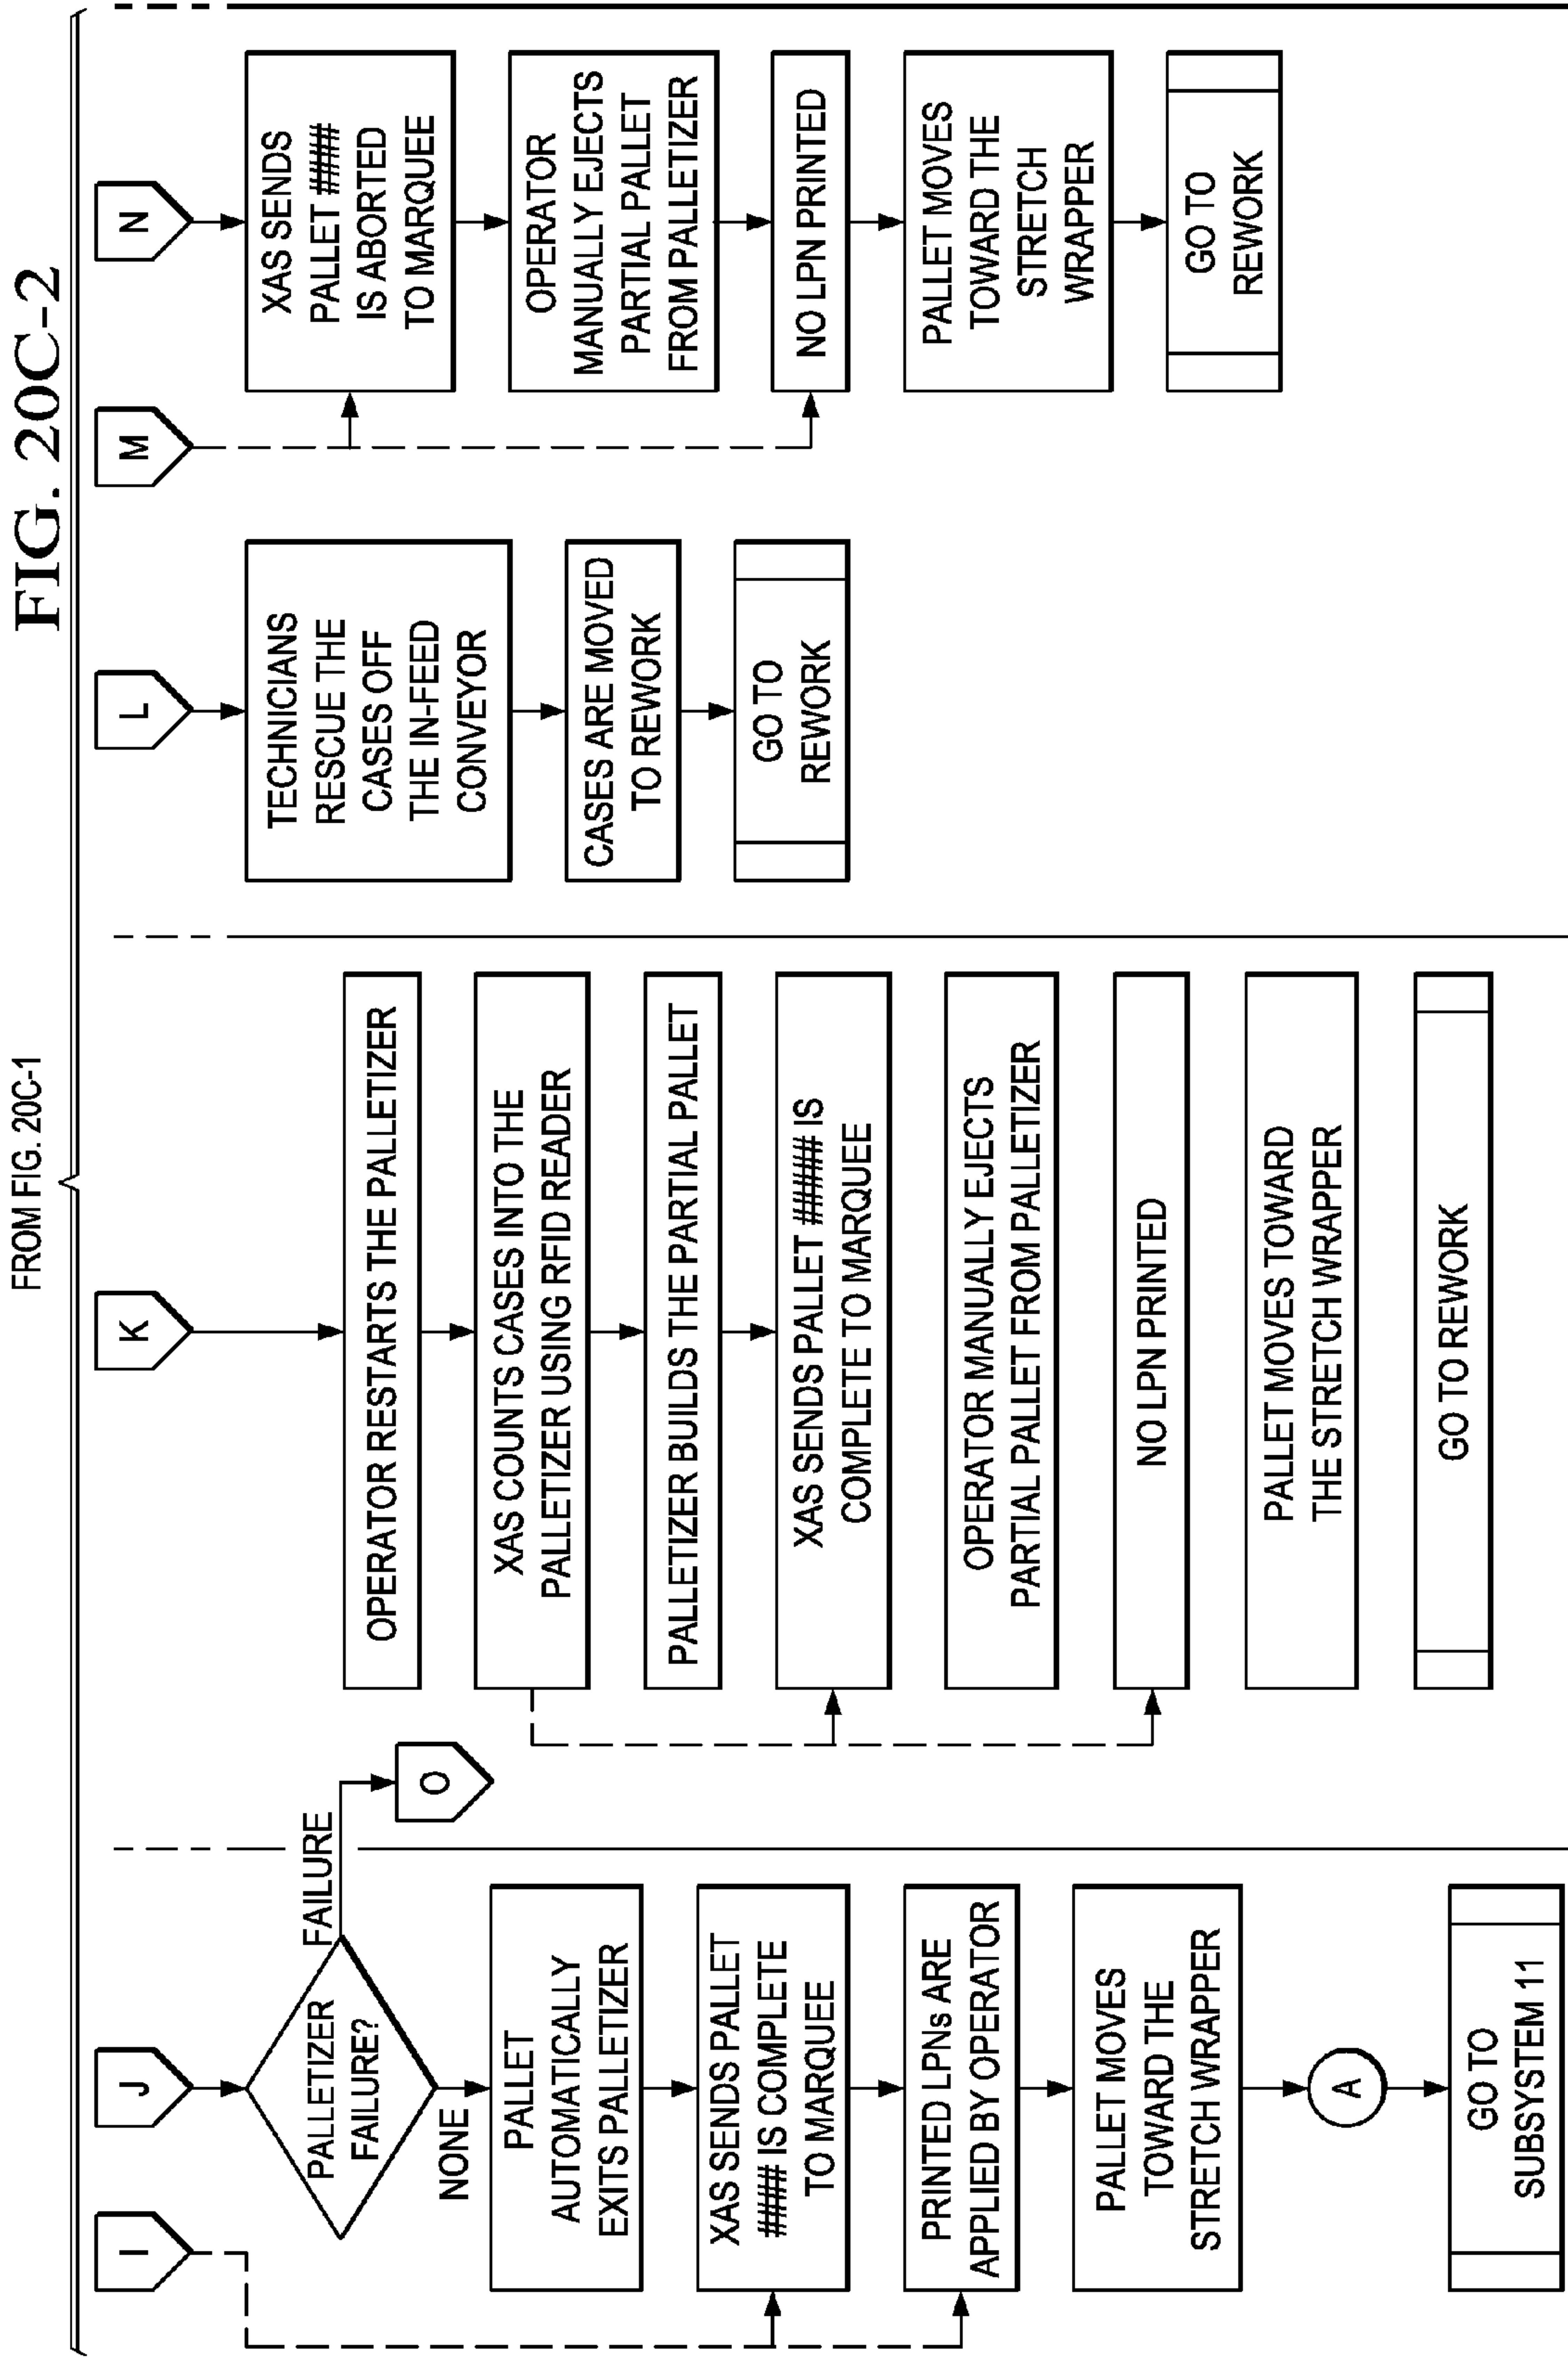 FROM FIG. 20C-1
FIG. 20C-2
I
J
PALLETIZER
FAILURE?
FAILURE
O
NONE
PALLET
AUTOMATICALLY
EXITS PALLETIZER
XAS SENDS PALLET
#### IS COMPLETE
TO MARQUEE
PRINTED LPNs ARE
APPLIED BY OPERATOR
PALLET MOVES
TOWARD THE
STRETCH WRAPPER
A
GO TO
SUBSYSTEM 11
K
OPERATOR RESTARTS THE PALLETIZER
XAS COUNTS CASES INTO THE
PALLETIZER USING RFID READER
PALLETIZER BUILDS THE PARTIAL PALLET
XAS SENDS PALLET #### IS
COMPLETE TO MARQUEE
OPERATOR MANUALLY EJECTS
PARTIAL PALLET FROM PALLETIZER
NO LPN PRINTED
PALLET MOVES TOWARD
THE STRETCH WRAPPER
GO TO REWORK
L
TECHNICIANS
RESCUE THE
CASES OFF
THE IN-FEED
CONVEYOR
CASES ARE MOVED
TO REWORK
GO TO
REWORK
M
N
XAS SENDS
PALLET ####
IS ABORTED
TO MARQUEE
OPERATOR
MANUALLY EJECTS
PARTIAL PALLET
FROM PALLETIZER
NO LPN PRINTED
PALLET MOVES
TOWARD THE
STRETCH
WRAPPER
GO TO
REWORK